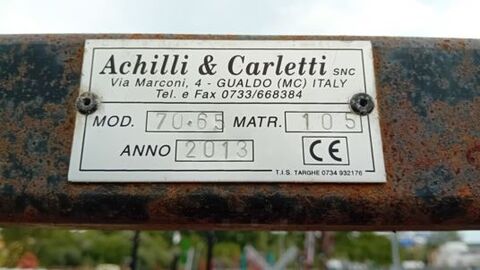 Achilli & Carletti SNC
Via Marconi, 4 - GUALDO (MC) ITALY
Tel. e Fax 0733/668384
MOD. 70.65 MATR. 105
ANNO 2013 CE
T.I.S. TARGHE 0734 932176